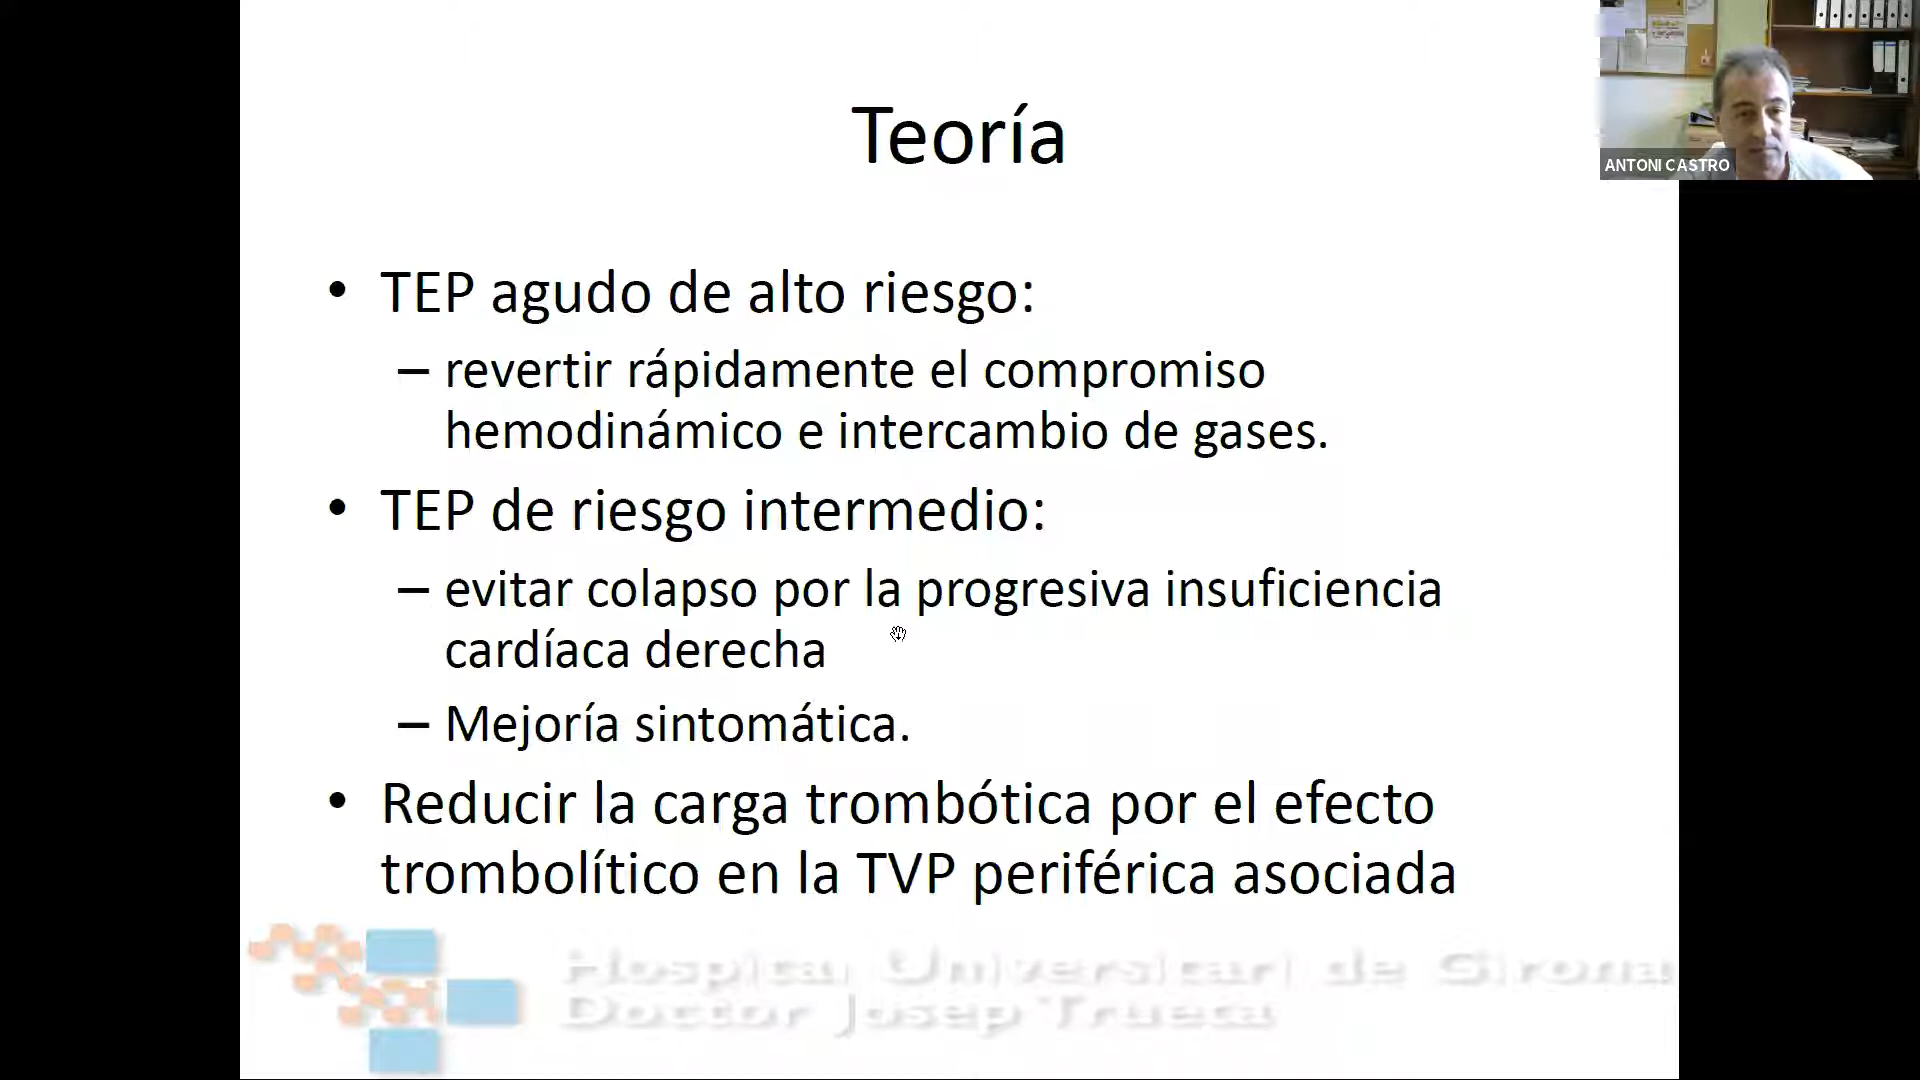 Teoría
ANTONI CASTRO
• TEP agudo de alto riesgo:
– revertir rápidamente el compromiso
hemodinámico e intercambio de gases.
• TEP de riesgo intermedio:
– evitar colapso por la progresiva insuficiencia
cardíaca derecha
– Mejoría sintomática.
• Reducir la carga trombótica por el efecto
trombolítico en la TVP periférica asociada
Hospital Universitari de Girona
Doctor Josep Trueta